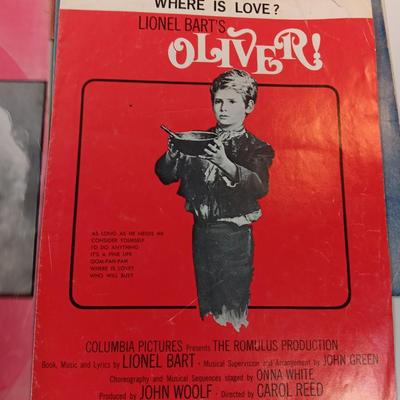 WHERE IS LOVE?
LIONEL BART'S
OLIVER!
AS LONG AS HE NEEDS ME
CONSIDER YOURSELF
I'D DO ANYTHING
IT'S A FINE LIFE
OOM-PAH-PAH
WHERE IS LOVE?
WHO WILL BUY?
COLUMBIA PICTURES Presents THE ROMULUS PRODUCTION
Book, Music and Lyrics by LIONEL BART • Musical Supervision and Arrangement by JOHN GREEN
Choreography and Musical Sequences staged by ONNA WHITE
Produced by JOHN WOOLF • Directed by CAROL REED